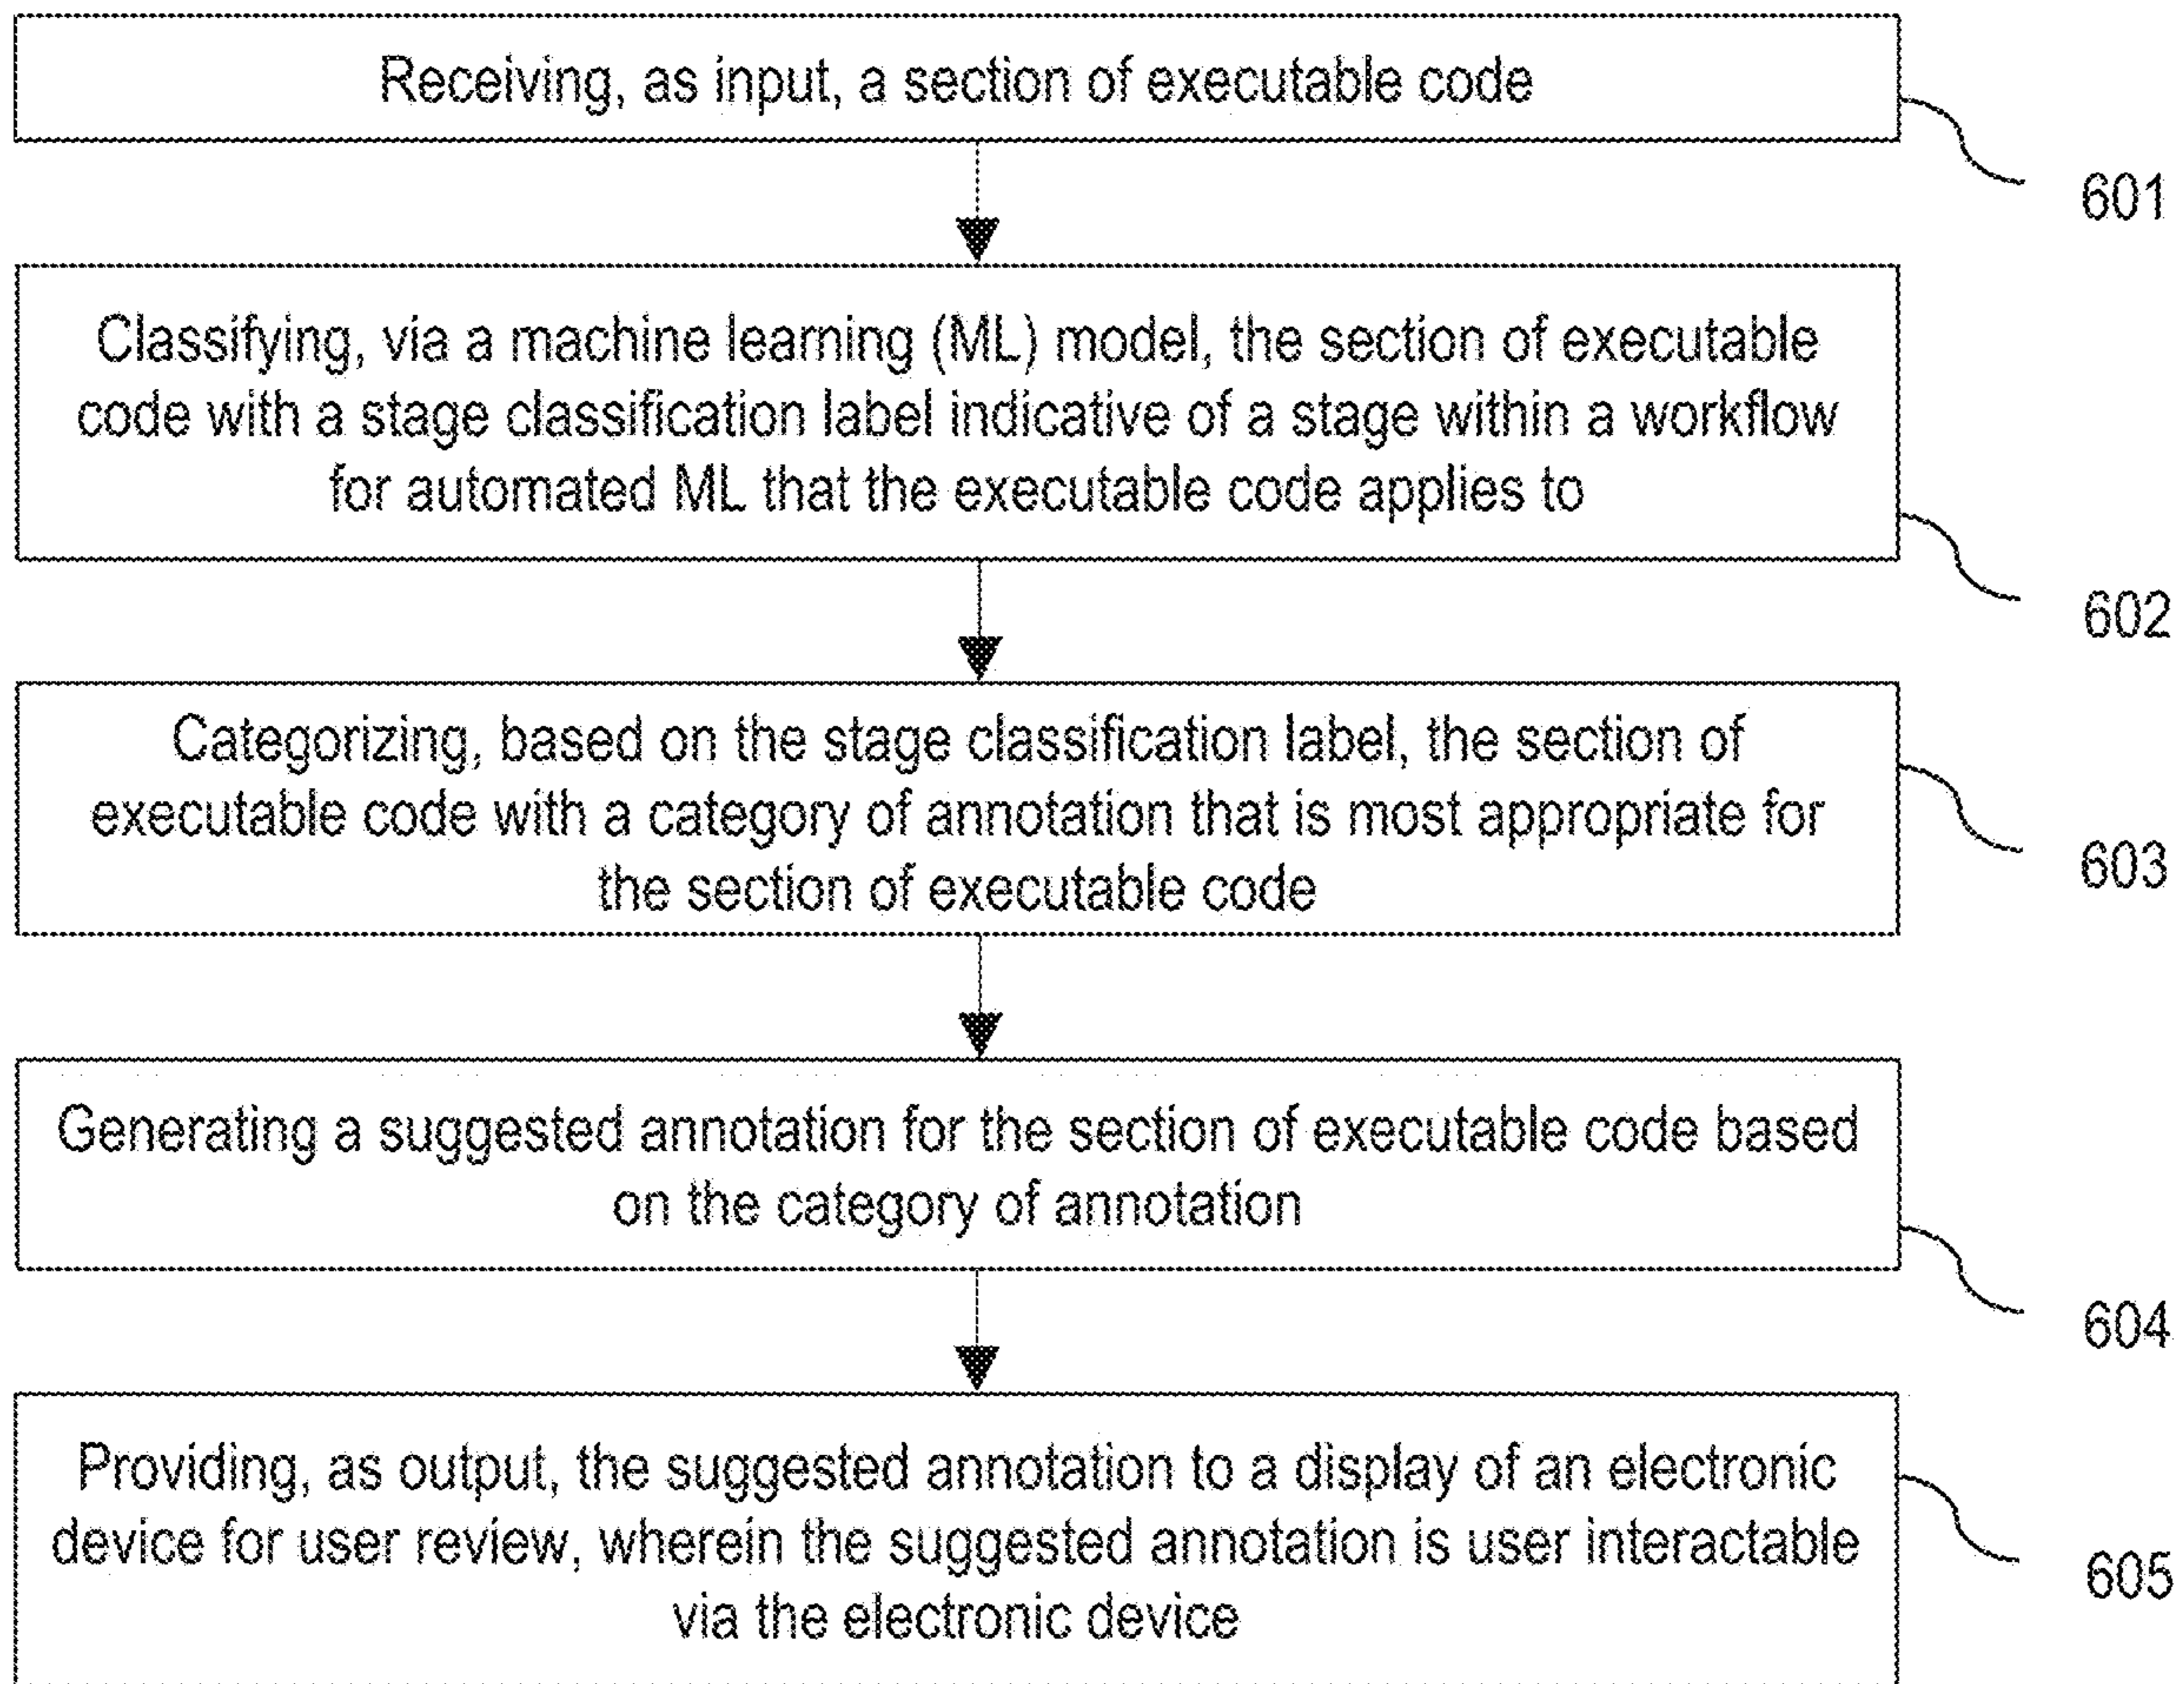 Receiving, as input, a section of executable code
601
Classifying, via a machine learning (ML) model, the section of executable
code with a stage classification label indicative of a stage within a workflow
for automated ML that the executable code applies to
602
Categorizing, based on the stage classification label, the section of
executable code with a category of annotation that is most appropriate for
the section of executable code
603
Generating a suggested annotation for the section of executable code based
on the category of annotation
604
Providing, as output, the suggested annotation to a display of an electronic
device for user review, wherein the suggested annotation is user interactable
via the electronic device
605